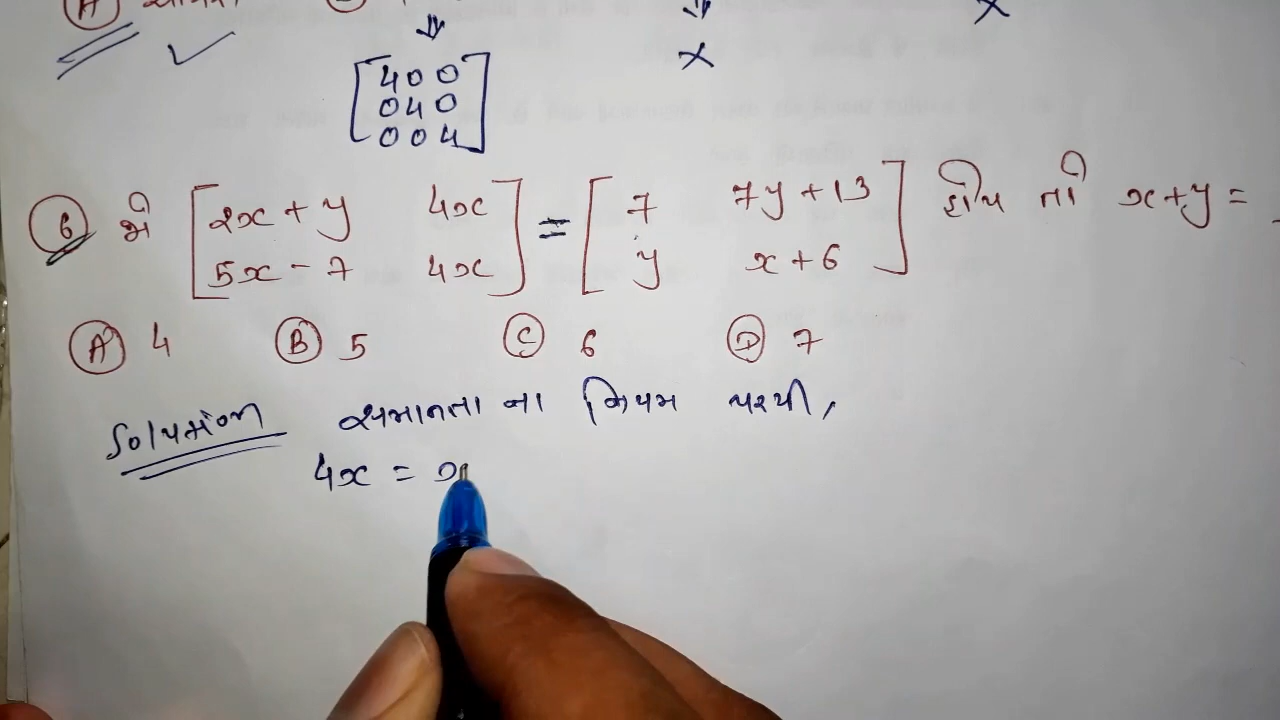 (A)
[4 0 0
0 4 0
0 0 4]
(6) જો [2x + y 4x = [7 7y + 13 હોય તો x+y =
5x - 7 4x] y x + 6]
(A) 4 (B) 5 (C) 6 (D) 7
Solution સમાનતા ના નિયમ પરથી,
4x = x